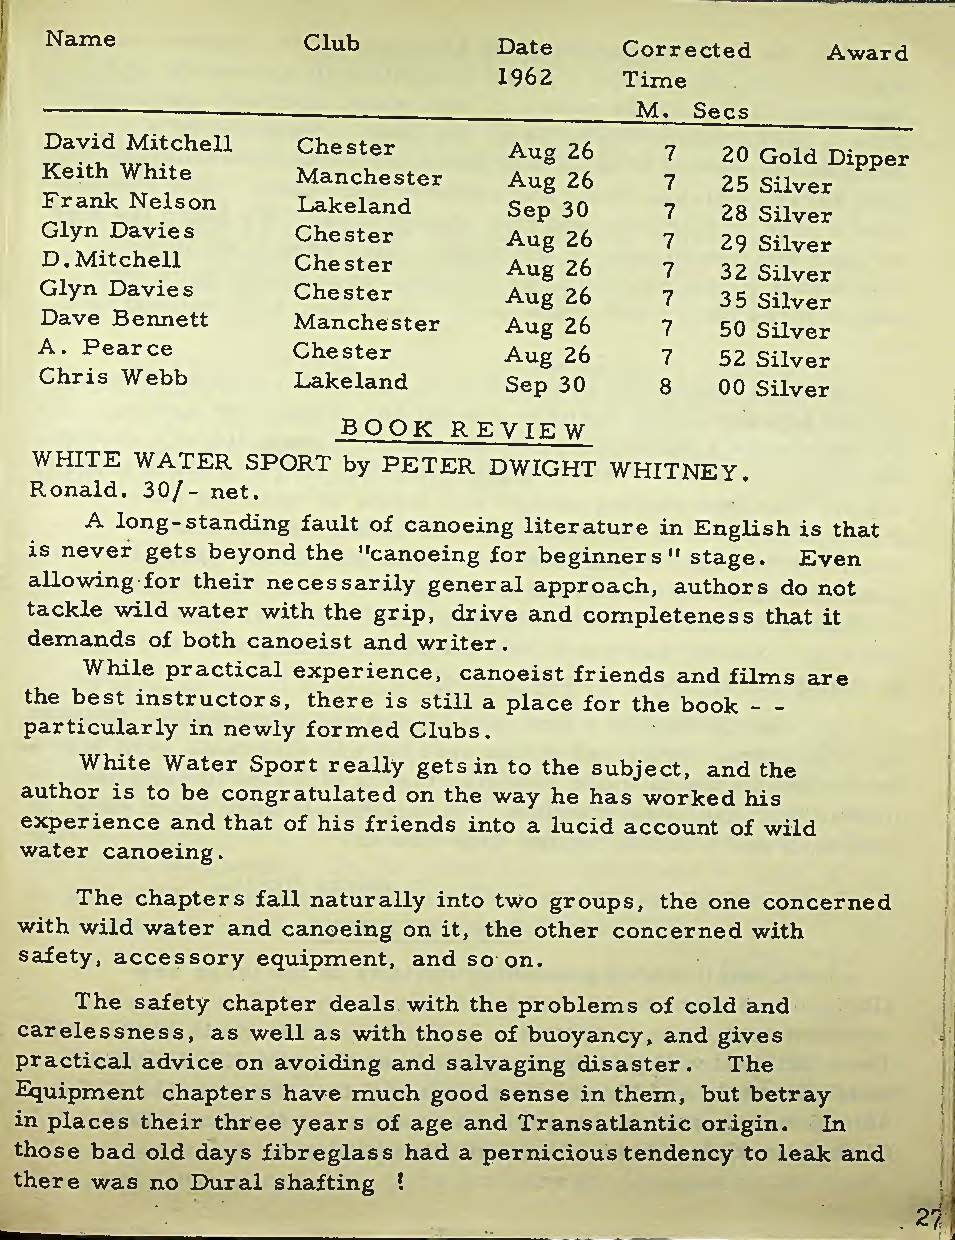 Name Club Date Corrected Award
1962 Time
M. Secs
David Mitchell Chester Aug 26 7 20 Gold Dipper
Keith White Manchester Aug 26 7 25 Silver
Frank Nelson Lakeland Sep 30 7 28 Silver
Glyn Davies Chester Aug 26 7 29 Silver
D.Mitchell Chester Aug 26 7 32 Silver
Glyn Davies Chester Aug 26 7 35 Silver
Dave Bennett Manchester Aug 26 7 50 Silver
A. Pearce Chester Aug 26 7 52 Silver
Chris Webb Lakeland Sep 30 8 00 Silver
BOOK REVIEW
WHITE WATER SPORT by PETER DWIGHT WHITNEY.
Ronald. 30/- net.
A long-standing fault of canoeing literature in English is that
is never gets beyond the "canoeing for beginners" stage. Even
allowing for their necessarily general approach, authors do not
tackle wild water with the grip, drive and completeness that it
demands of both canoeist and writer.
While practical experience, canoeist friends and films are
the best instructors, there is still a place for the book - -
particularly in newly formed Clubs.
White Water Sport really gets in to the subject, and the
author is to be congratulated on the way he has worked his
experience and that of his friends into a lucid account of wild
water canoeing.
The chapters fall naturally into two groups, the one concerned
with wild water and canoeing on it, the other concerned with
safety, accessory equipment, and so on.
The safety chapter deals with the problems of cold and
carelessness, as well as with those of buoyancy, and gives
practical advice on avoiding and salvaging disaster. The
Equipment chapters have much good sense in them, but betray
in places their three years of age and Transatlantic origin. In
those bad old days fibreglass had a pernicious tendency to leak and
there was no Dural shafting !
27